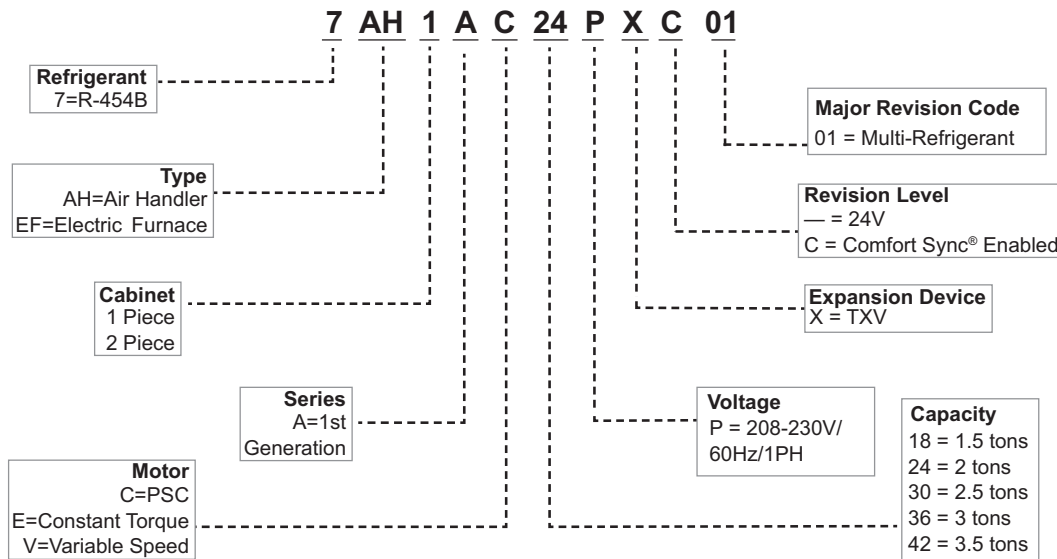 7 AH 1 A C 24 P X C 01
Refrigerant
7=R-454B
Type
AH=Air Handler
EF=Electric Furnace
Cabinet
1 Piece
2 Piece
Series
A=1st
Generation
Motor
C=PSC
E=Constant Torque
V=Variable Speed
Major Revision Code
01 = Multi-Refrigerant
Revision Level
— = 24V
C = Comfort Sync® Enabled
Expansion Device
X = TXV
Voltage
P = 208-230V/
60Hz/1PH
Capacity
18 = 1.5 tons
24 = 2 tons
30 = 2.5 tons
36 = 3 tons
42 = 3.5 tons